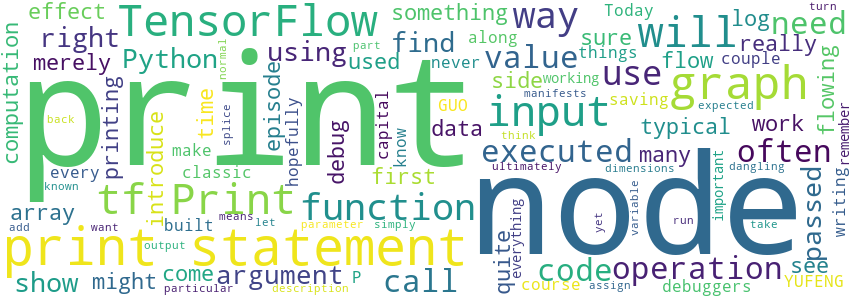 effect TensorFlow something way Today log need turn
right along will sure really
merely Python using find value things flow couple
computation print normal part used never side working use graph flowing
episode data GUO manifests saving expected
back printing time debug capital know input typical work remember
introduce hopefully splice think
every make classic first executed many often
known tf Print ultimately dimensions dangling
array built means let function node important passed writing
add want parameter yet variable run take
print statement quite everything
output simply code operation see
show might come argument P call course assign debuggers YUFENG
particular description